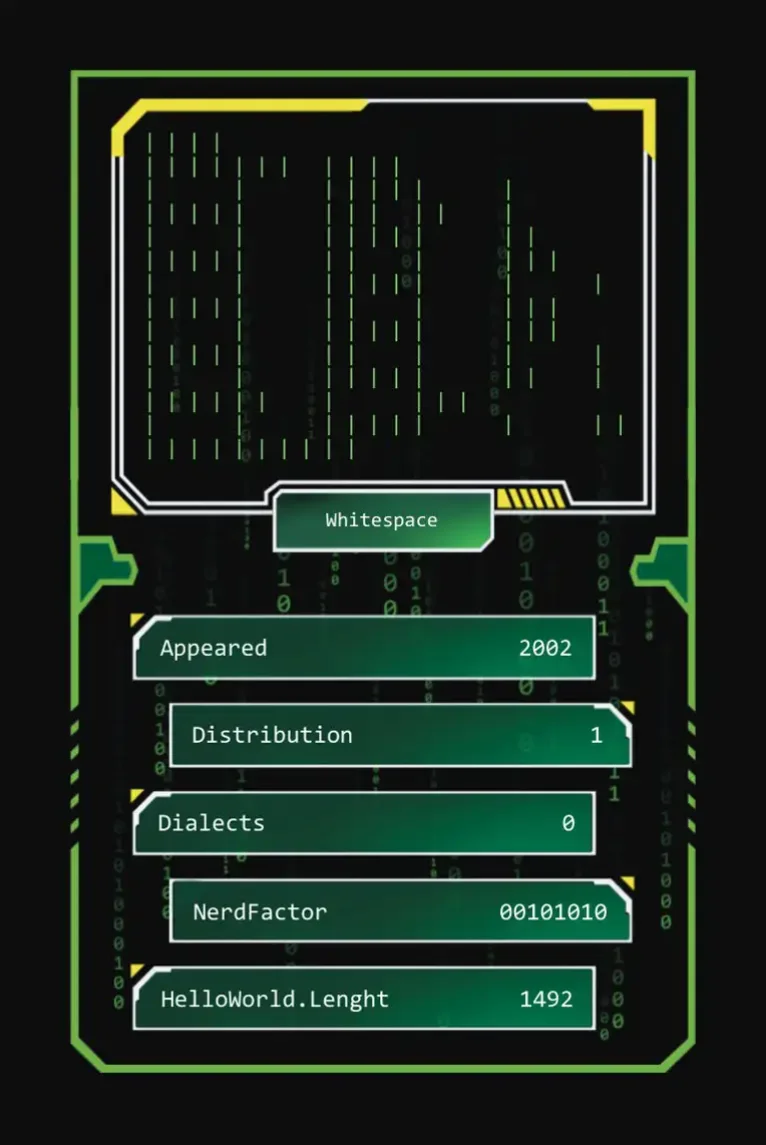 Whitespace
Appeared 2002
Distribution 1
Dialects 0
NerdFactor 00101010
HelloWorld.Lenght 1492